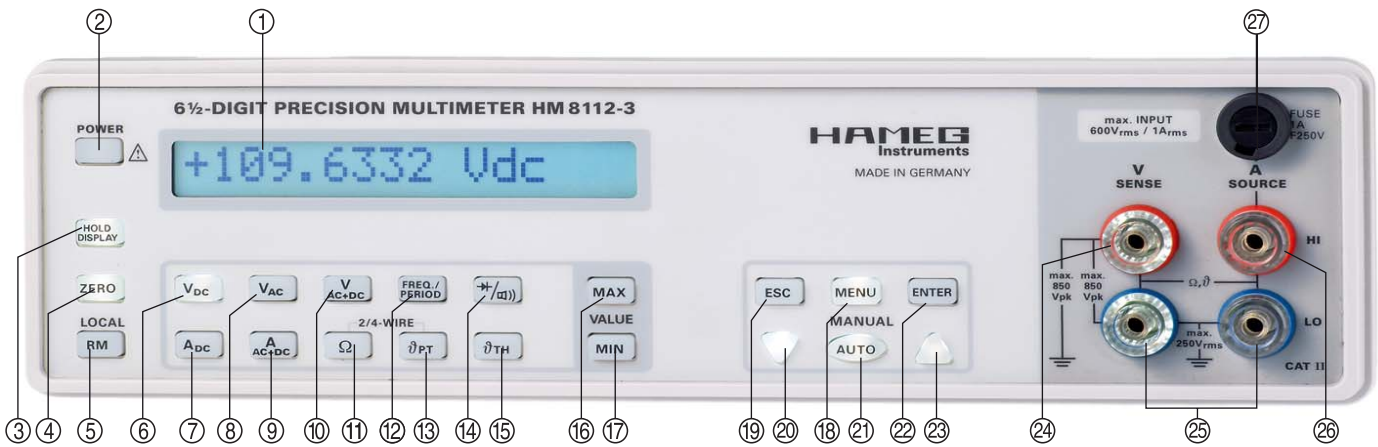 ② ① ㉗
6½-DIGIT PRECISION MULTIMETER HM 8112-3
POWER
+109.6332 Vdc
HAMEG
Instruments
MADE IN GERMANY
max. INPUT
600Vrms / 1Arms
FUSE
1A
F250V
V
SENSE
A
SOURCE
HOLD
DISPLAY
ZERO
LOCAL
RM
VDC
VAC
V
AC+DC
FREQ./
PERIOD
2/4-WIRE
ADC
A
AC+DC
Ω
ϑPT
ϑTH
MAX
VALUE
MIN
ESC
MENU
ENTER
MANUAL
AUTO
HI
max.
850
Vpk
max.
850
Vpk
Ω,ϑ
LO
max.
250Vrms
CAT II
③ ④ ⑤ ⑥ ⑦ ⑧ ⑨ ⑩ ⑪ ⑫ ⑬ ⑭ ⑮ ⑯ ⑰ ⑲ ⑳ ⑱ ㉑ ㉒ ㉓ ㉔ ㉕ ㉖